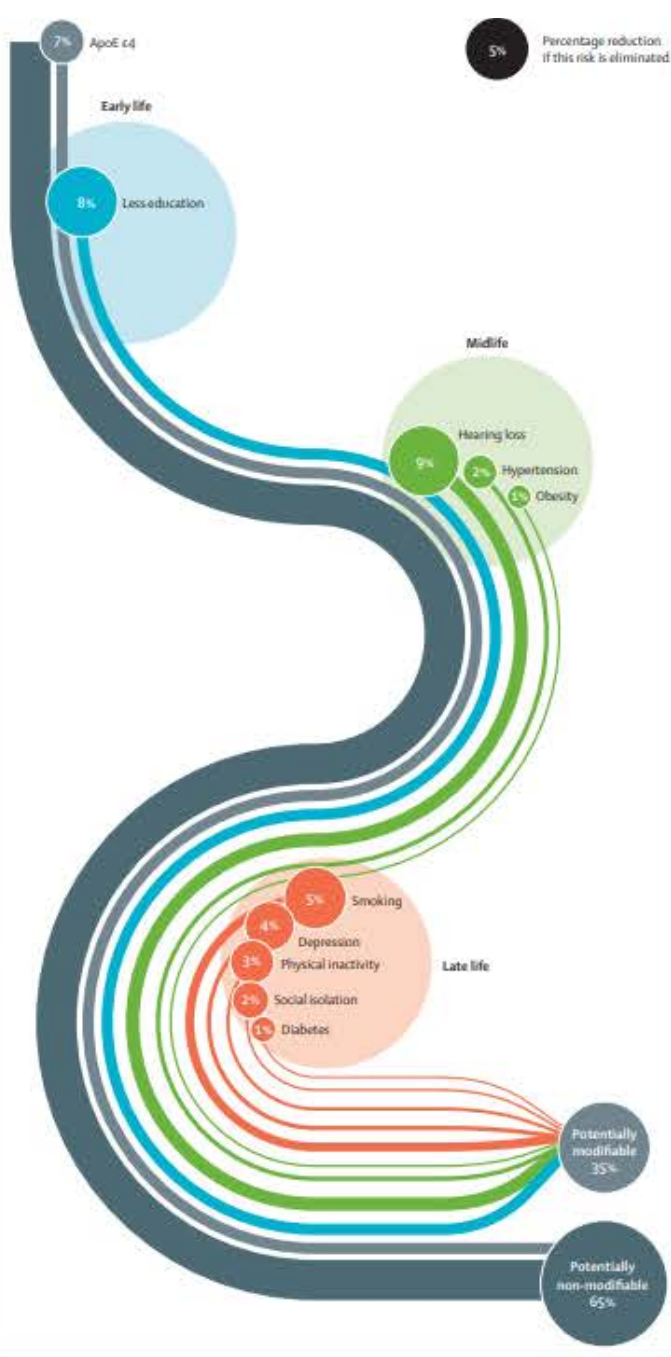 7%
ApoE ε4
5%
Percentage reduction
if this risk is eliminated
Early life
8%
Less education
Midlife
Hearing loss
9%
2%
Hypertension
1%
Obesity
5%
Smoking
4%
Depression
3%
Physical inactivity
Late life
2%
Social isolation
1%
Diabetes
Potentially
modifiable
35%
Potentially
non-modifiable
65%